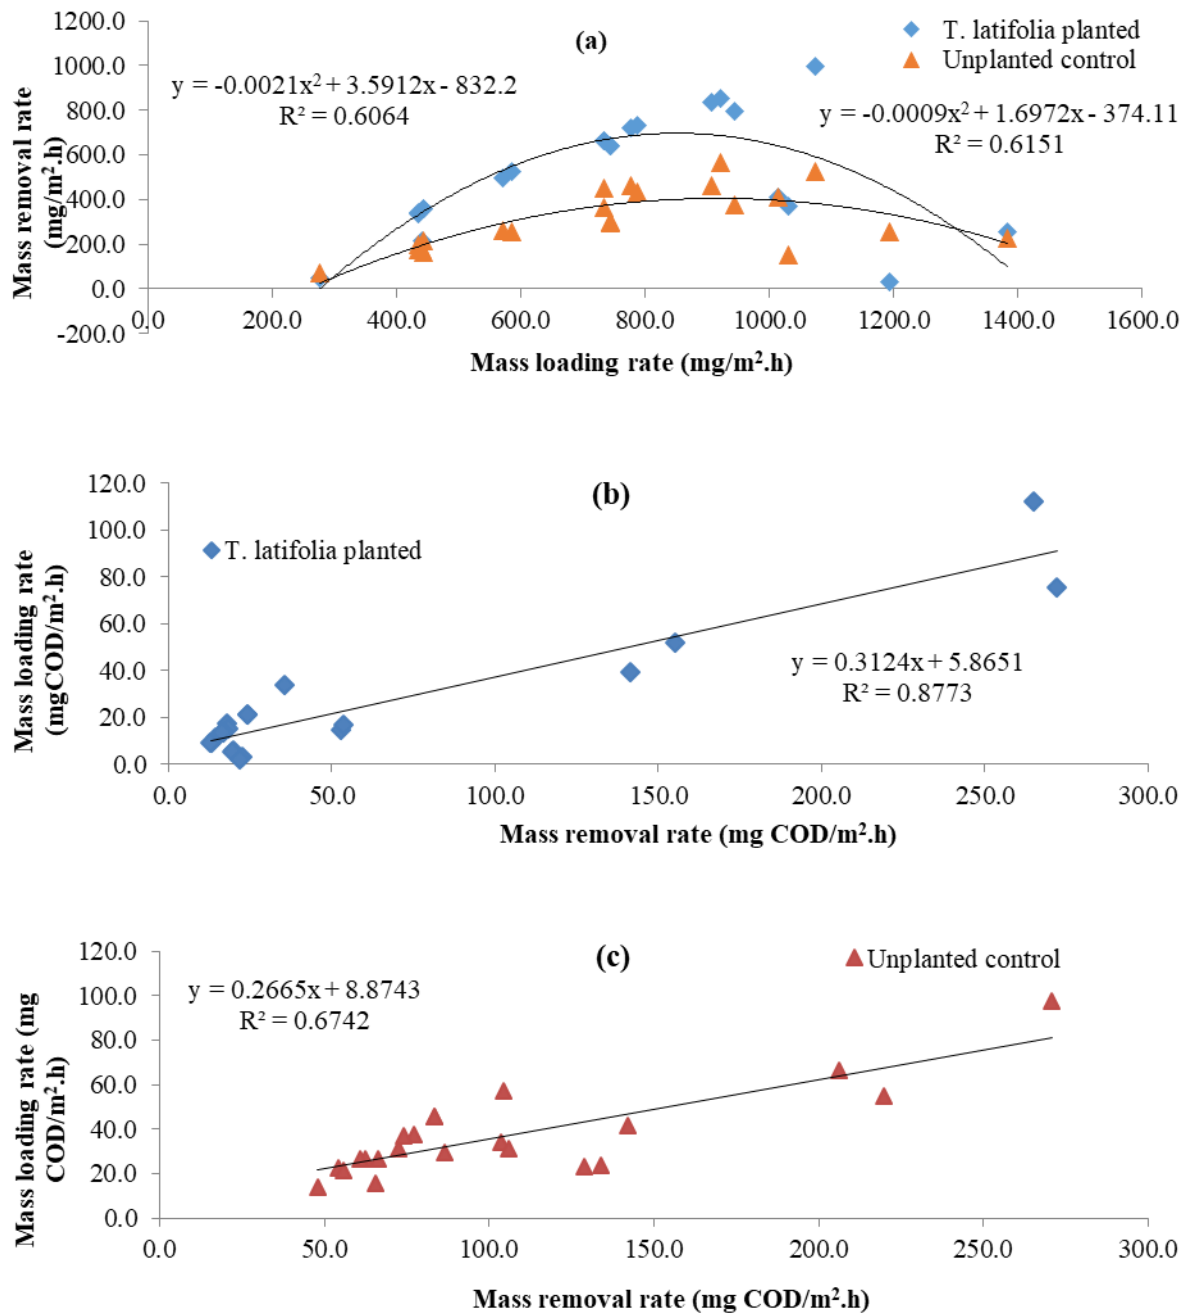 1200.0
1000.0
800.0
600.0
400.0
200.0
0.0
-200.0
Mass removal rate
(mg/m².h)
(a)
T. latifolia planted
Unplanted control
y = -0.0021x² + 3.5912x - 832.2
R² = 0.6064
y = -0.0009x² + 1.6972x - 374.11
R² = 0.6151
0.0 200.0 400.0 600.0 800.0 1000.0 1200.0 1400.0 1600.0
Mass loading rate (mg/m².h)
120.0
100.0
80.0
60.0
40.0
20.0
0.0
Mass loading rate
(mgCOD/m².h)
(b)
T. latifolia planted
y = 0.3124x + 5.8651
R² = 0.8773
0.0 50.0 100.0 150.0 200.0 250.0 300.0
Mass removal rate (mg COD/m².h)
120.0
100.0
80.0
60.0
40.0
20.0
0.0
Mass loading rate (mg
COD/m².h)
(c)
Unplanted control
y = 0.2665x + 8.8743
R² = 0.6742
0.0 50.0 100.0 150.0 200.0 250.0 300.0
Mass removal rate (mg COD/m².h)